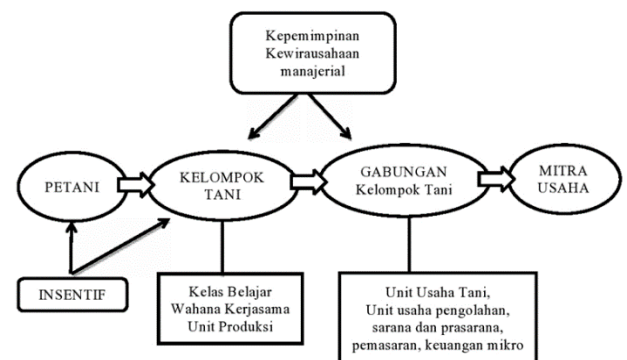 Kepemimpinan
Kewirausahaan
manajerial
PETANI
KELOMPOK
TANI
GABUNGAN
Kelompok Tani
MITRA
USAHA
INSENTIF
Kelas Belajar
Wahana Kerjasama
Unit Produksi
Unit Usaha Tani,
Unit usaha pengolahan,
sarana dan prasarana,
pemasaran, keuangan mikro